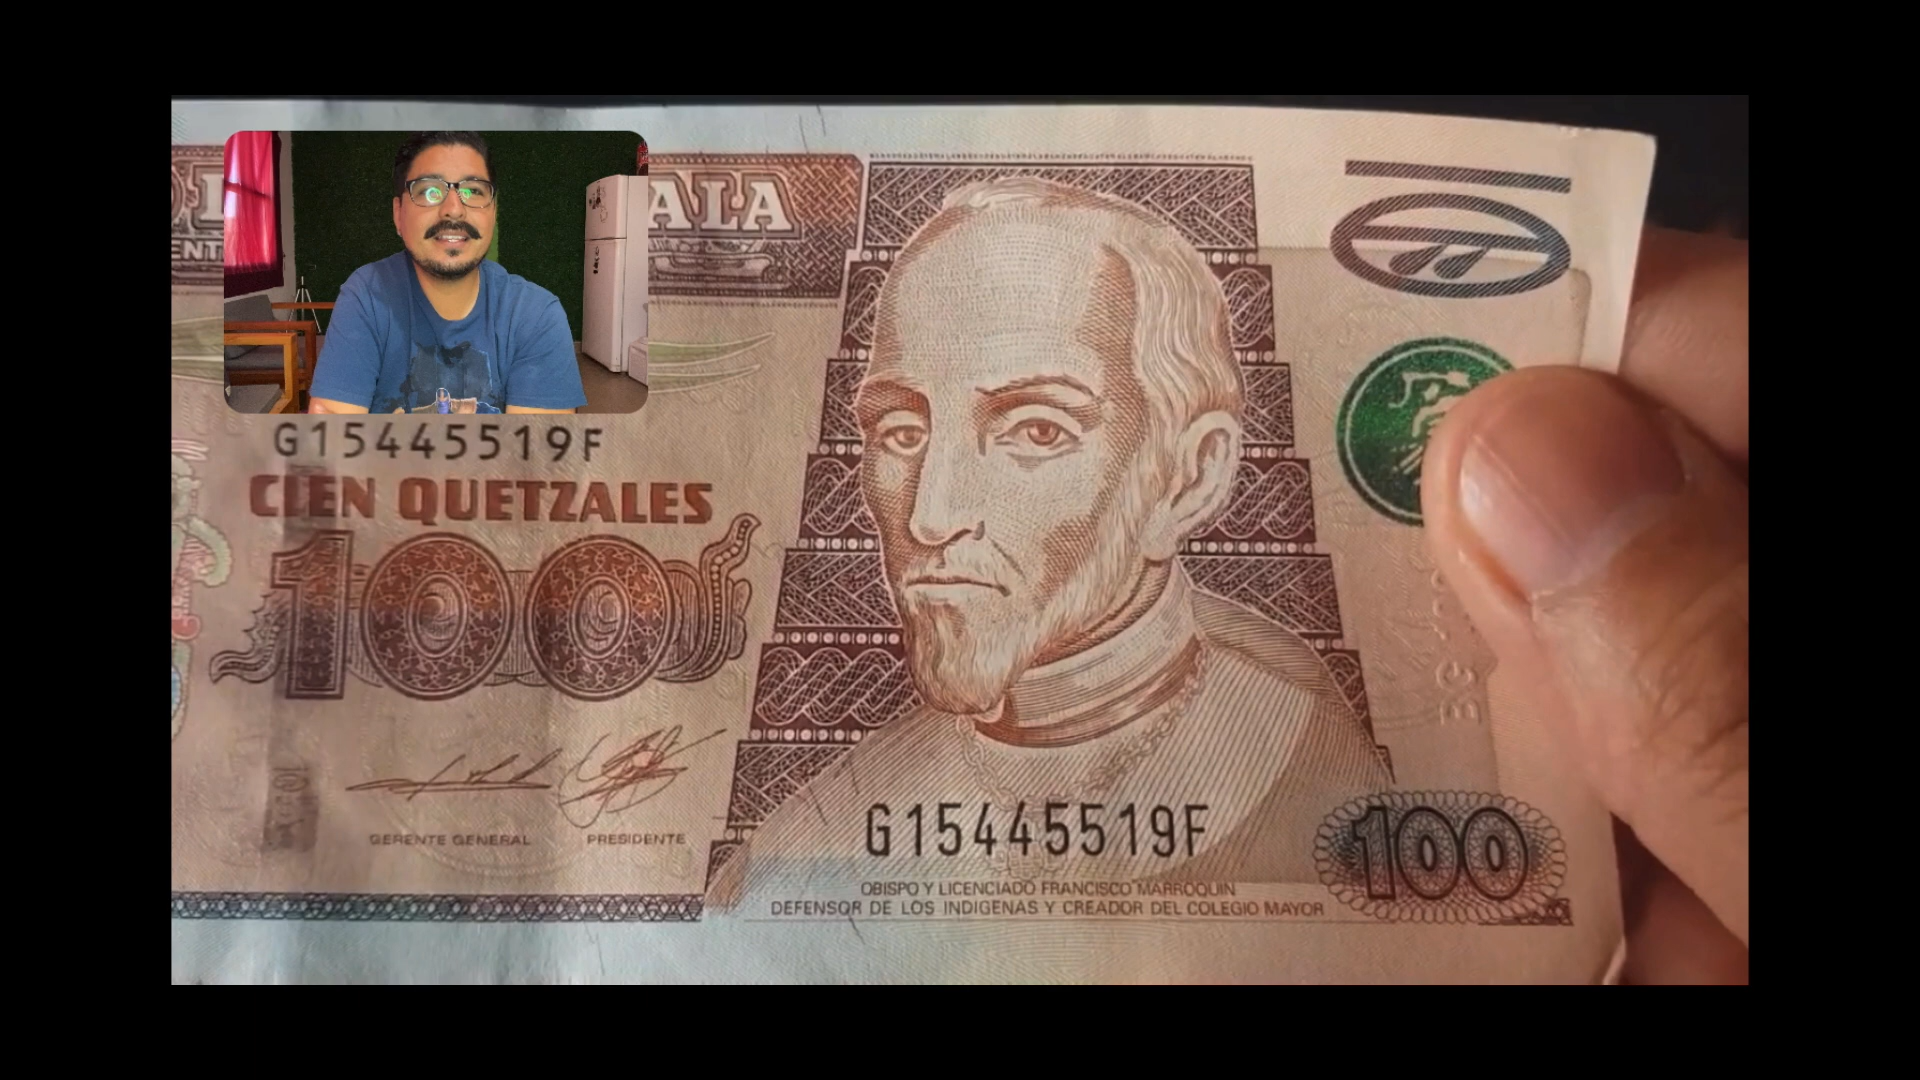 ALA
G15445519F
CIEN QUETZALES
100
GERENTE GENERAL PRESIDENTE
G15445519F
100
OBISPO Y LICENCIADO FRANCISCO MARROQUIN
DEFENSOR DE LOS INDIGENAS Y CREADOR DEL COLEGIO MAYOR